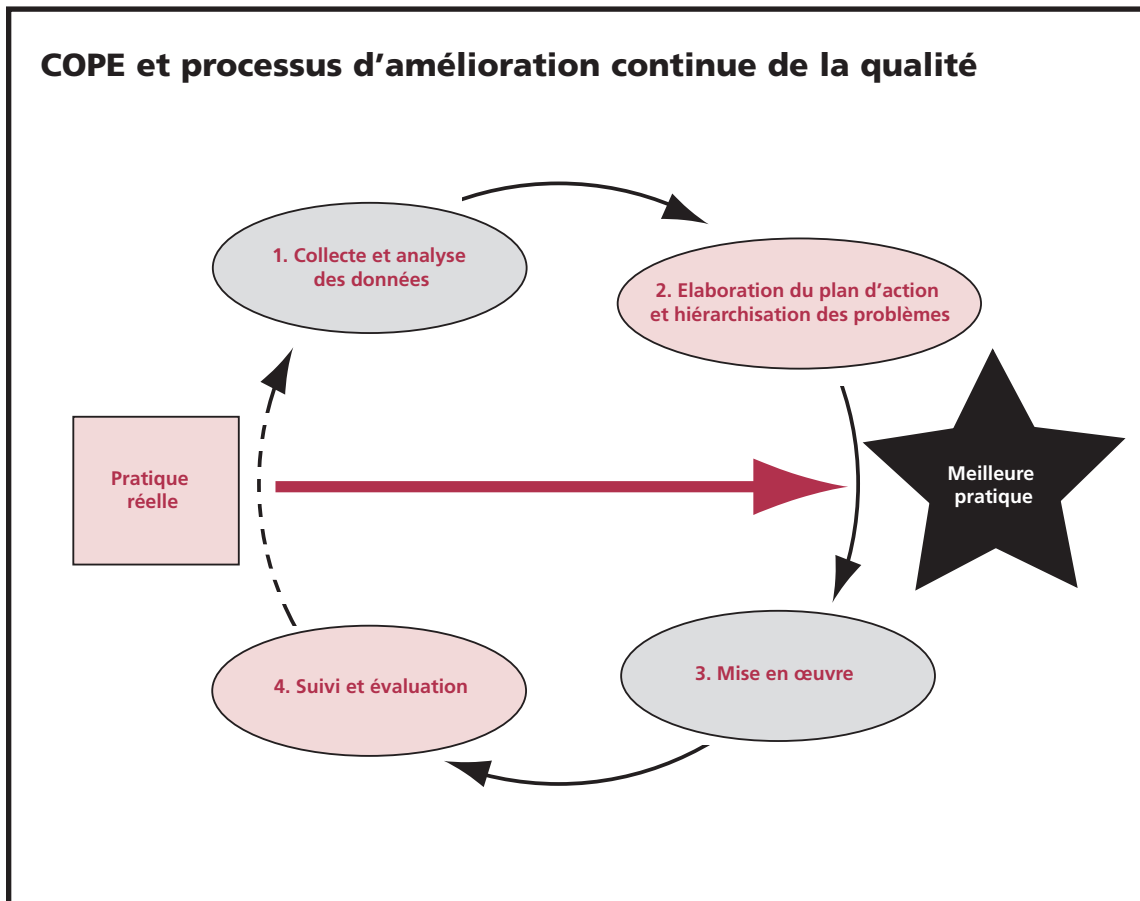 COPE et processus d’amélioration continue de la qualité
1. Collecte et analyse
des données
2. Elaboration du plan d’action
et hiérarchisation des problèmes
Pratique
réelle
Meilleure
pratique
3. Mise en œuvre
4. Suivi et évaluation